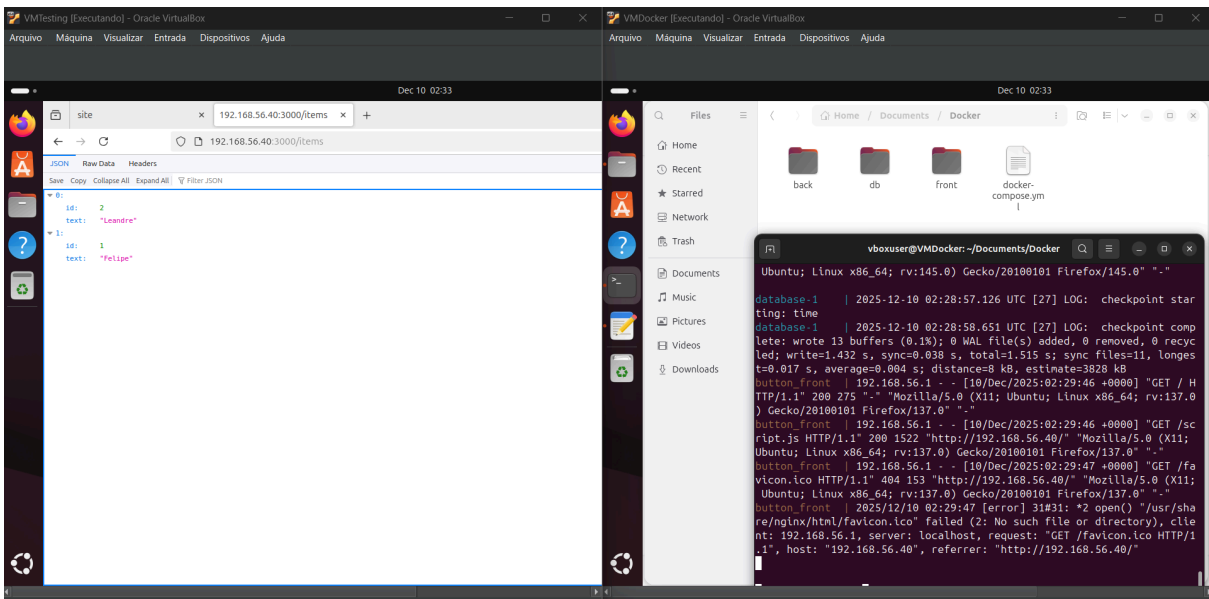 VMTesting [Executando] - Oracle VirtualBox
Arquivo Máquina Visualizar Entrada Dispositivos Ajuda
Dec 10 02:33
site
192.168.56.40:3000/items
192.168.56.40:3000/items
JSON Raw Data Headers
Save Copy Collapse All Expand All Filter JSON
0:
id: 2
text: "Leandre"
1:
id: 1
text: "Felipe"
VMDocker [Executando] - Oracle VirtualBox
Arquivo Máquina Visualizar Entrada Dispositivos Ajuda
Dec 10 02:33
Files
Home / Documents / Docker
Home
Recent
Starred
Network
Trash
Documents
Music
Pictures
Videos
Downloads
back
db
front
docker-
compose.ym
l
vboxuser@VMDocker: ~/Documents/Docker
Ubuntu; Linux x86_64; rv:145.0) Gecko/20100101 Firefox/145.0" "-"
database-1 | 2025-12-10 02:28:57.126 UTC [27] LOG: checkpoint star
ting: time
database-1 | 2025-12-10 02:28:58.651 UTC [27] LOG: checkpoint comp
lete: wrote 13 buffers (0.1%); 0 WAL file(s) added, 0 removed, 0 recyc
led; write=1.432 s, sync=0.038 s, total=1.515 s; sync files=11, longes
t=0.017 s, average=0.004 s; distance=8 kB, estimate=3828 kB
button_front | 192.168.56.1 - - [10/Dec/2025:02:29:46 +0000] "GET / H
TTP/1.1" 200 275 "-" "Mozilla/5.0 (X11; Ubuntu; Linux x86_64; rv:137.0
) Gecko/20100101 Firefox/137.0" "-"
button_front | 192.168.56.1 - - [10/Dec/2025:02:29:46 +0000] "GET /sc
ript.js HTTP/1.1" 200 1522 "http://192.168.56.40/" "Mozilla/5.0 (X11;
Ubuntu; Linux x86_64; rv:137.0) Gecko/20100101 Firefox/137.0" "-"
button_front | 192.168.56.1 - - [10/Dec/2025:02:29:47 +0000] "GET /fa
vicon.ico HTTP/1.1" 404 153 "http://192.168.56.40/" "Mozilla/5.0 (X11;
Ubuntu; Linux x86_64; rv:137.0) Gecko/20100101 Firefox/137.0" "-"
button_front | 2025/12/10 02:29:47 [error] 31#31: *2 open() "/usr/sha
re/nginx/html/favicon.ico" failed (2: No such file or directory), clie
nt: 192.168.56.1, server: localhost, request: "GET /favicon.ico HTTP/1
.1", host: "192.168.56.40", referrer: "http://192.168.56.40/"